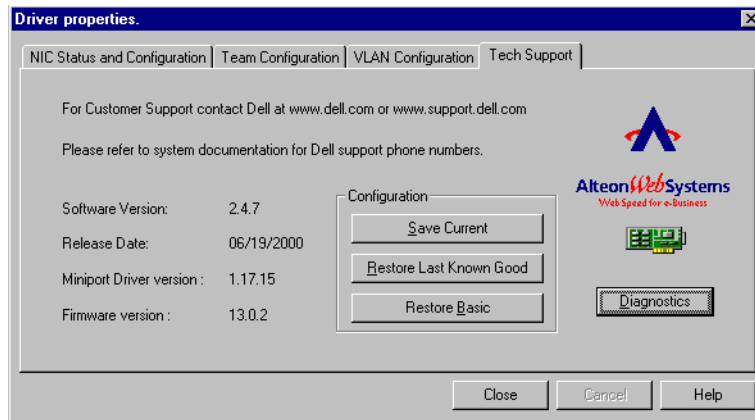 Driver properties.
NIC Status and Configuration Team Configuration VLAN Configuration Tech Support
For Customer Support contact Dell at www.dell.com or www.support.dell.com
Please refer to system documentation for Dell support phone numbers.
Alteon WebSystems
Web Speed for e-Business
Software Version: 2.4.7
Release Date: 06/19/2000
Miniport Driver version : 1.17.15
Firmware version : 13.0.2
Configuration
Save Current
Restore Last Known Good
Restore Basic
Diagnostics
Close Cancel Help